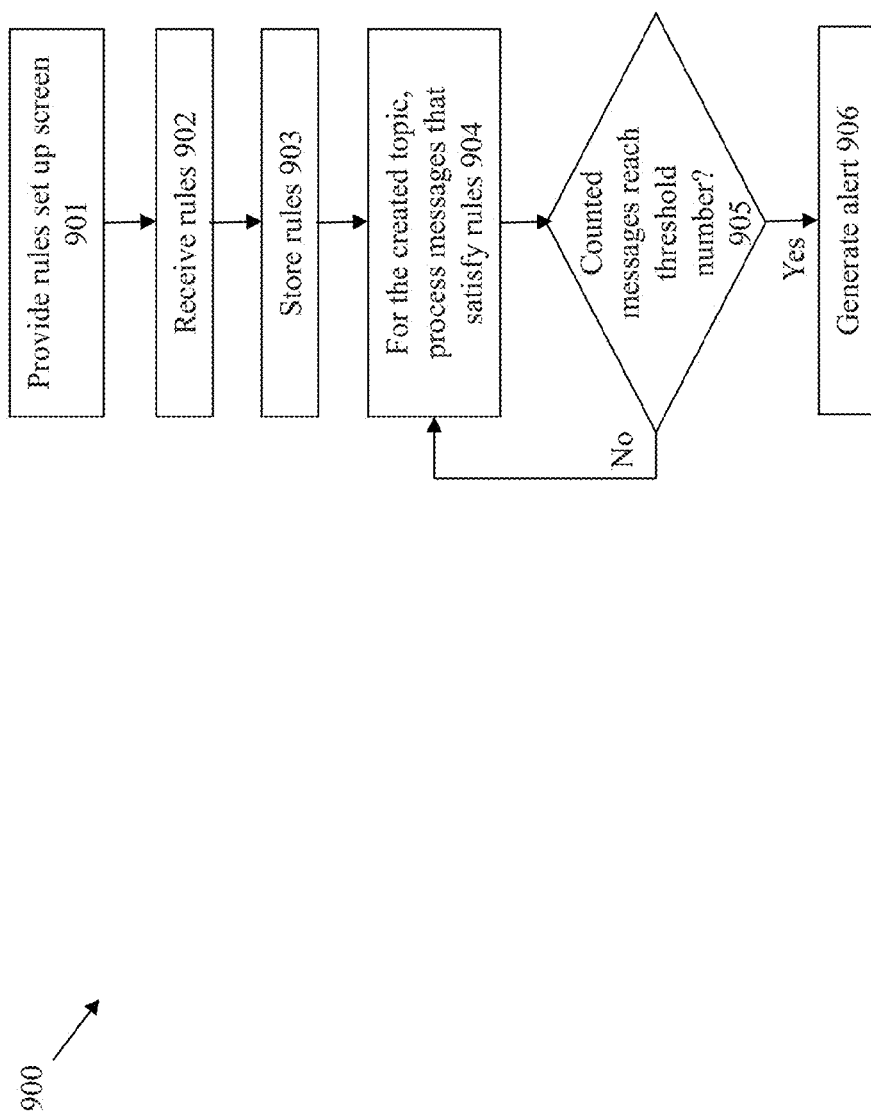 900
Provide rules set up screen
901
Receive rules 902
Store rules 903
For the created topic,
process messages that
satisfy rules 904
Counted
messages reach
threshold
number?
905
No
Yes
Generate alert 906